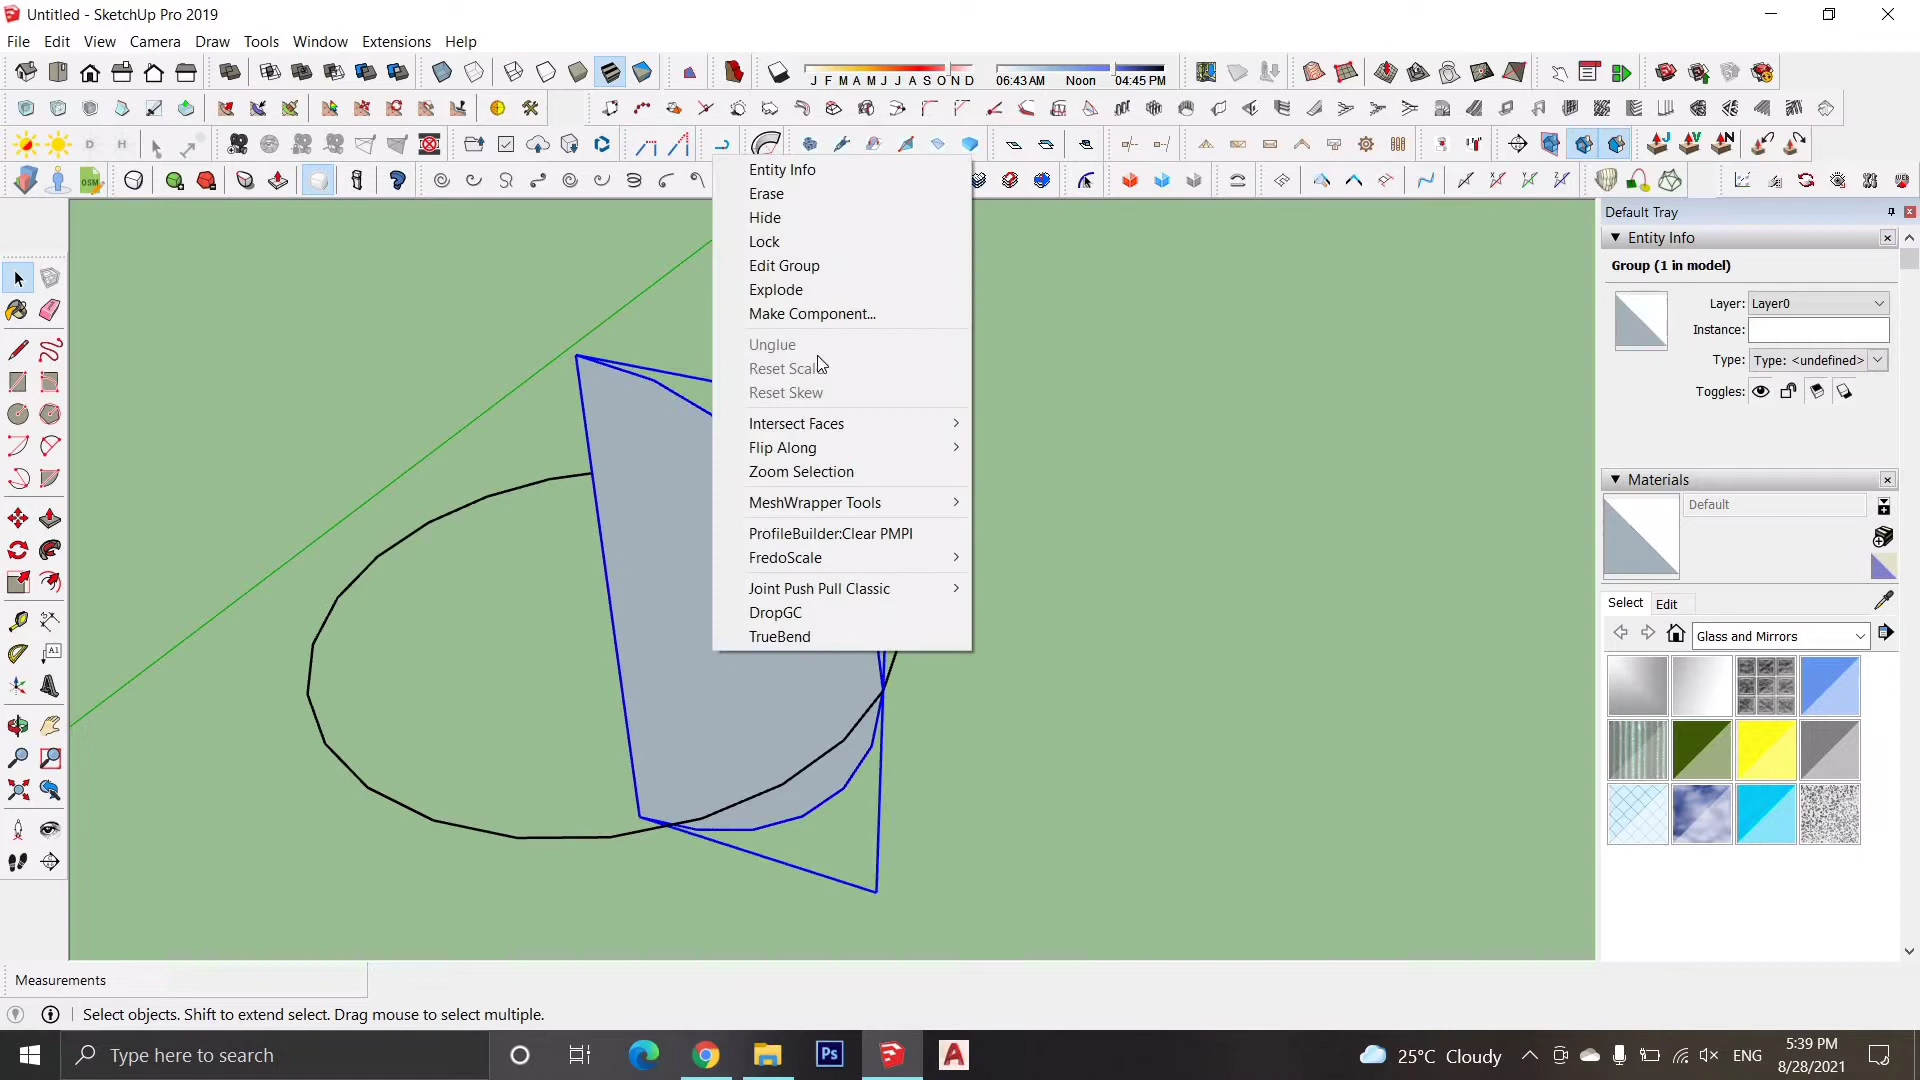 Untitled - SketchUp Pro 2019
File Edit View Camera Draw Tools Window Extensions Help
J F M A M J J A S O N D 06:43 AM Noon 04:45 PM
D H J V N
OSM
Entity Info
Erase
Hide
Lock
Edit Group
Explode
Make Component...
Unglue
Reset Scal
Reset Skew
Intersect Faces
Flip Along
Zoom Selection
MeshWrapper Tools
ProfileBuilder:Clear PMPI
FredoScale
Joint Push Pull Classic
DropGC
TrueBend
Default Tray
Entity Info
Group (1 in model)
Layer: Layer0
Instance:
Type: Type: <undefined>
Toggles:
Materials
Default
Select Edit
Glass and Mirrors
A1
Measurements
Select objects. Shift to extend select. Drag mouse to select multiple.
Type here to search
Ps
A
25°C Cloudy
ENG
5:39 PM
8/28/2021